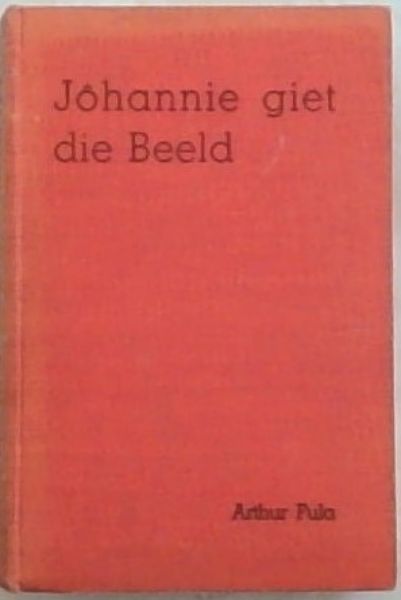 Jôhannie giet
die Beeld
Arthur Fula